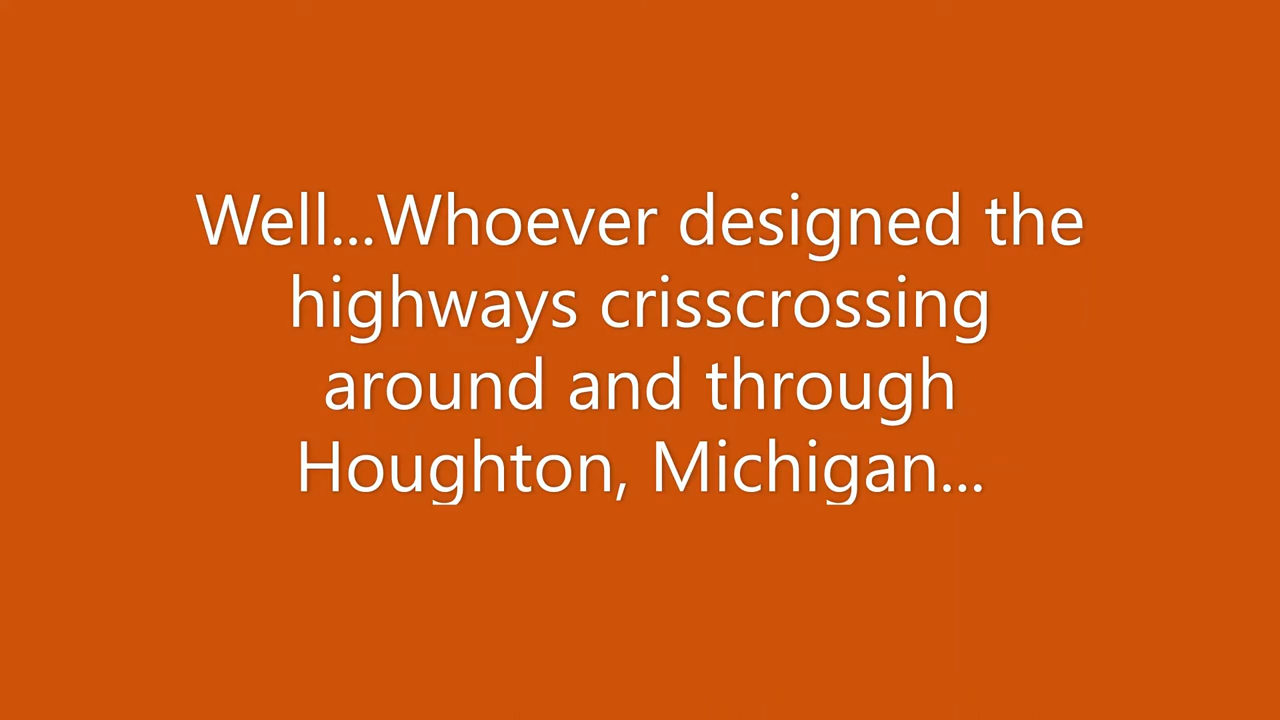 Well...Whoever designed the
highways crisscrossing
around and through
Houghton, Michigan...